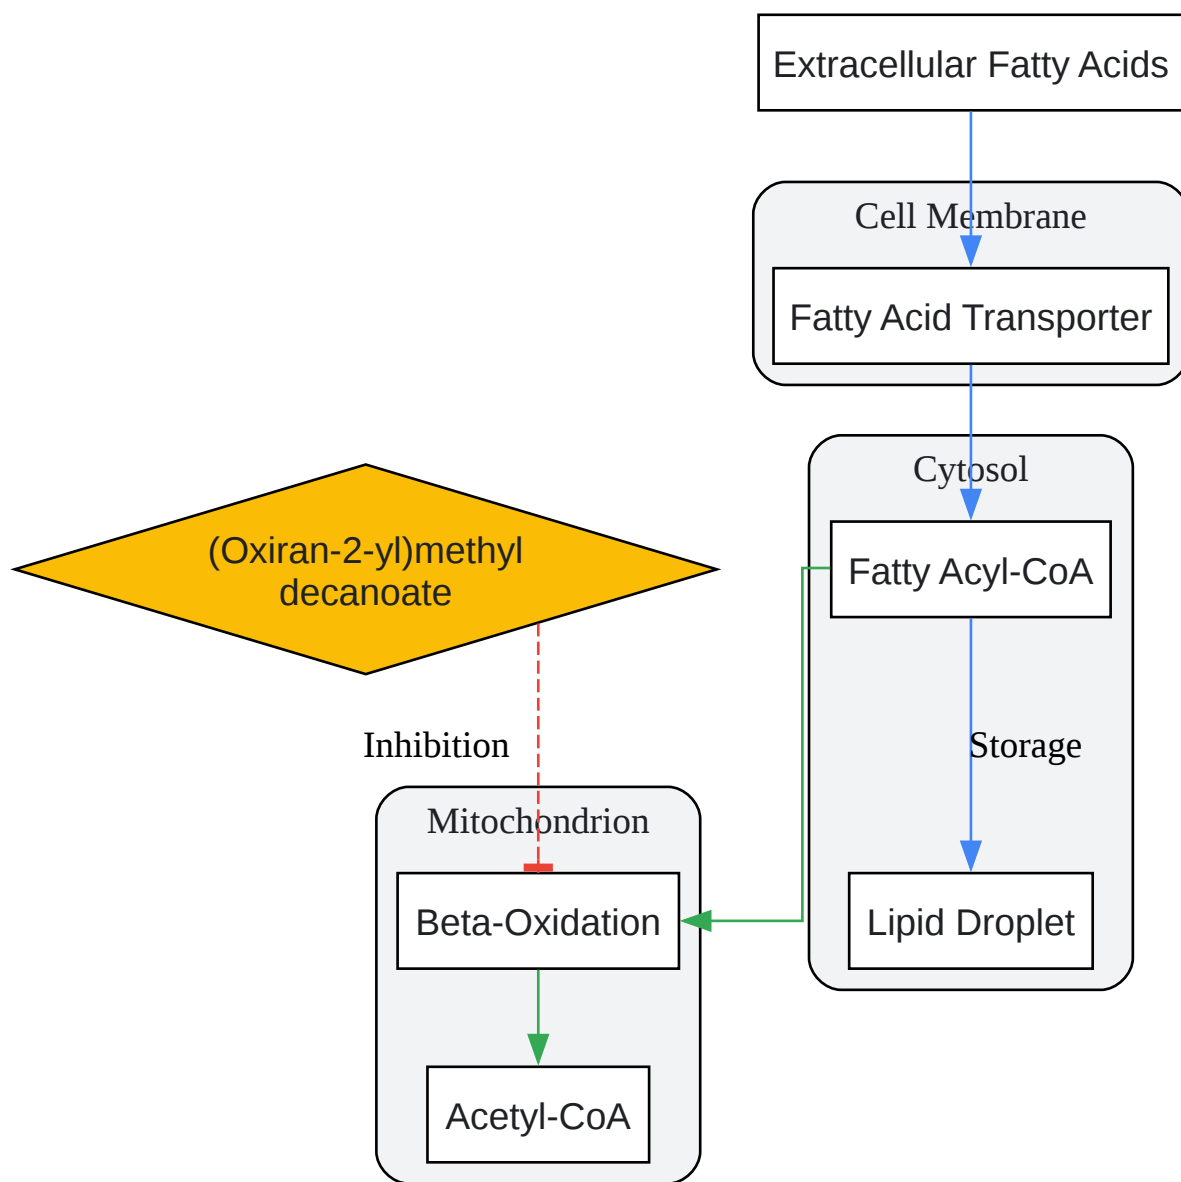 Extracellular Fatty Acids
Cell Membrane
Fatty Acid Transporter
Cytosol
(Oxiran-2-yl)methyl
decanoate
Fatty Acyl-CoA
Inhibition
Storage
Mitochondrion
Beta-Oxidation
Lipid Droplet
Acetyl-CoA